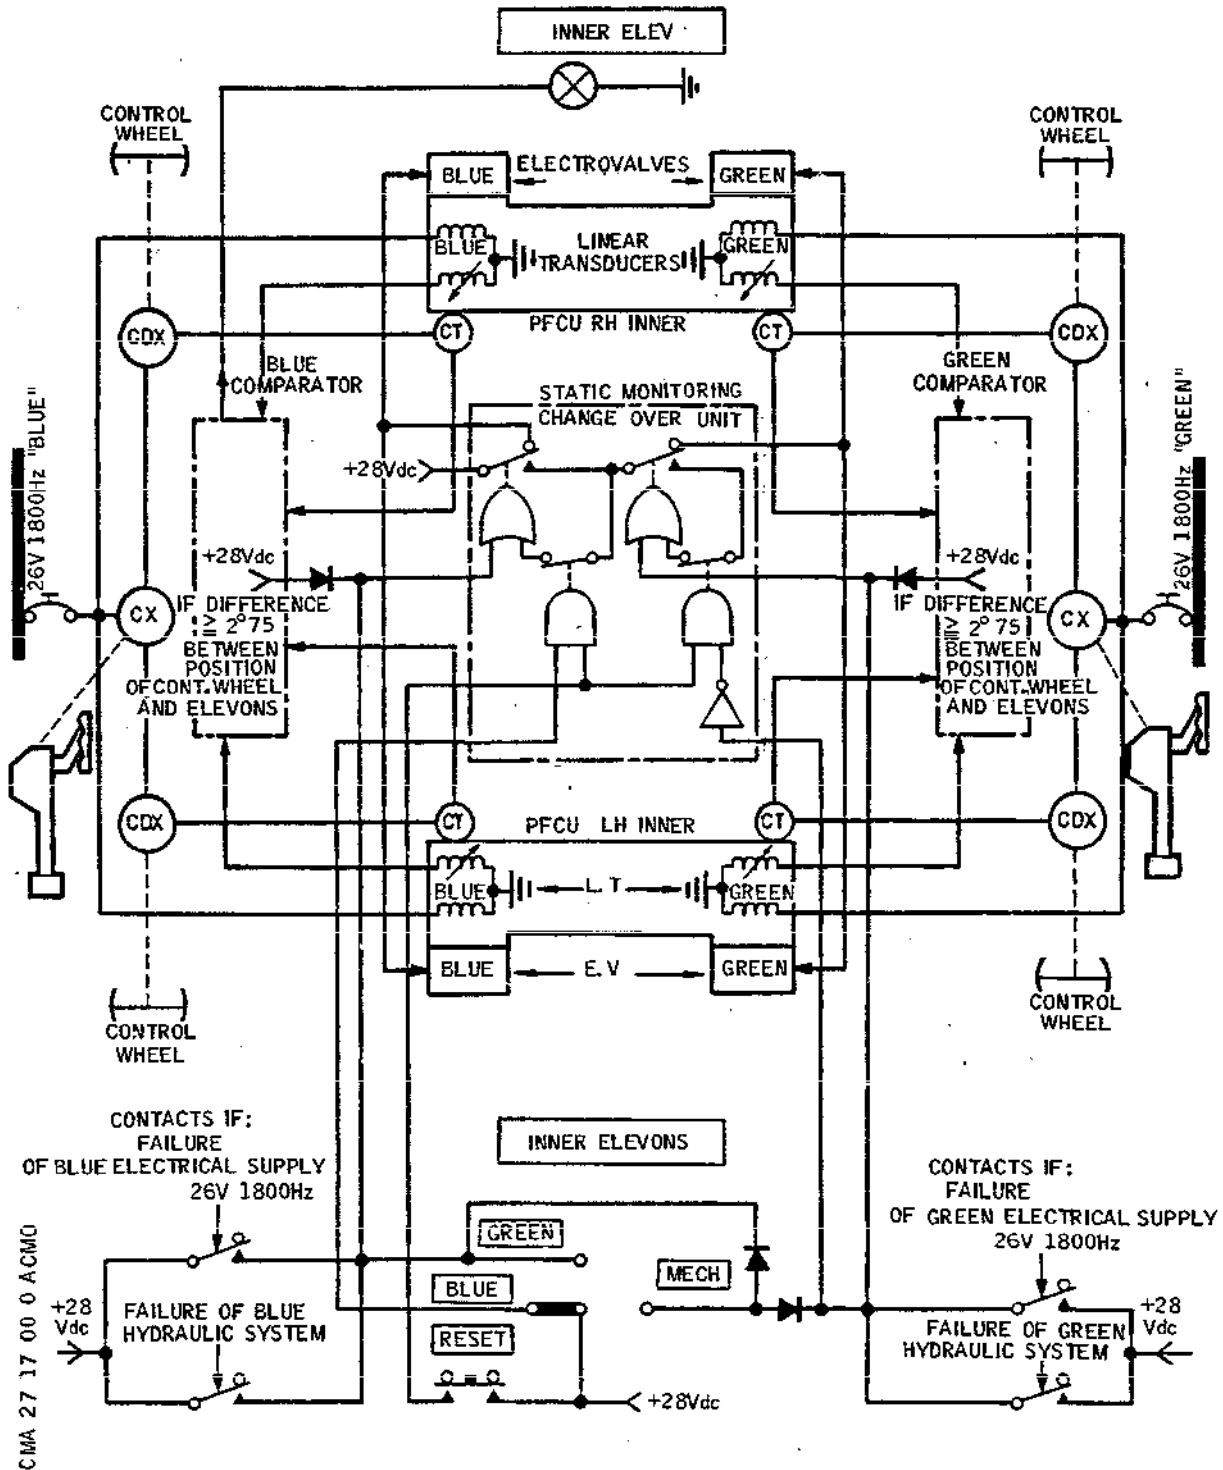 INNER ELEV
CONTROL
WHEEL
CONTROL
WHEEL
BLUE
ELECTROVALVES
GREEN
BLUE
LINEAR
TRANSDUCERS
GREEN
CDX
CT
PFCU RH INNER
CT
CDX
BLUE
COMPARATOR
GREEN
COMPARATOR
STATIC MONITORING
CHANGE OVER UNIT
26V 1800Hz "BLUE"
26V 1800Hz "GREEN"
+28Vdc
+28Vdc
+28Vdc
CX
IF DIFFERENCE
≧ 2°75
BETWEEN
POSITION
OF CONT.WHEEL
AND ELEVONS
IF DIFFERENCE
≧ 2°75
BETWEEN
POSITION
OF CONT.WHEEL
AND ELEVONS
CX
CDX
CT
PFCU LH INNER
CT
CDX
BLUE
L.T
GREEN
BLUE
E.V
GREEN
CONTROL
WHEEL
CONTROL
WHEEL
CONTACTS IF:
FAILURE
OF BLUE ELECTRICAL SUPPLY
26V 1800Hz
INNER ELEVONS
CONTACTS IF:
FAILURE
OF GREEN ELECTRICAL SUPPLY
26V 1800Hz
GREEN
BLUE
MECH
RESET
+28
Vdc
FAILURE OF BLUE
HYDRAULIC SYSTEM
+28
Vdc
FAILURE OF GREEN
HYDRAULIC SYSTEM
+28Vdc
CMA 27 17 00 0 ACM0